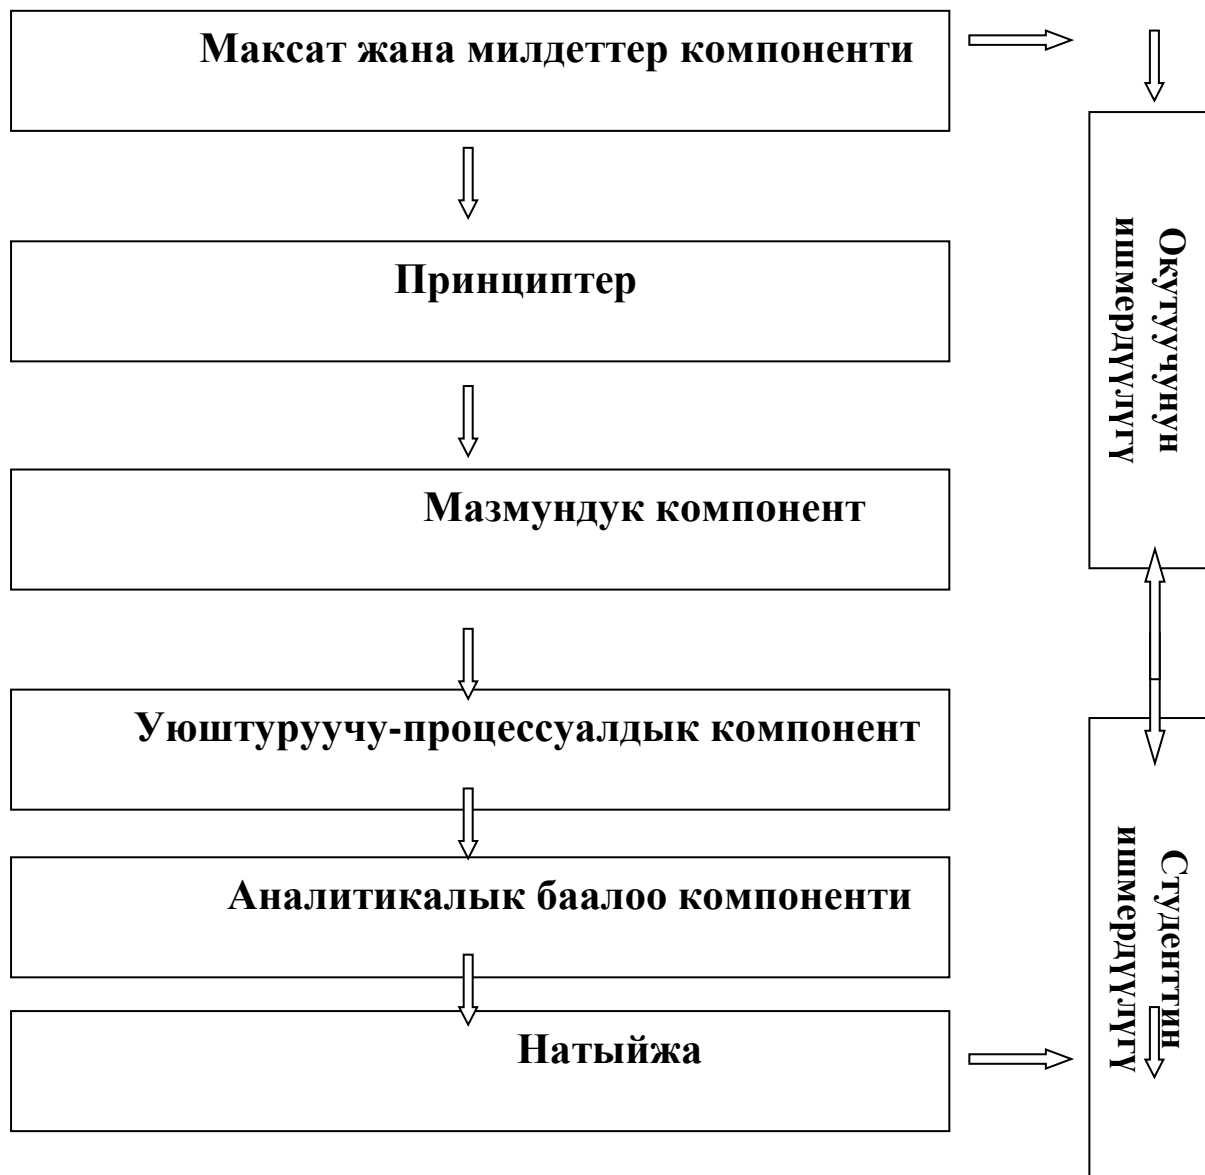 Максат жана милдеттер компоненти
Принциптер
Мазмундук компонент
Уюштуруучу-процессуалдык компонент
Аналитикалык баалоо компоненти
Натыйжа
Окутуучунун
ишмердүүлүгү
Студенттин
ишмердүүлүгү